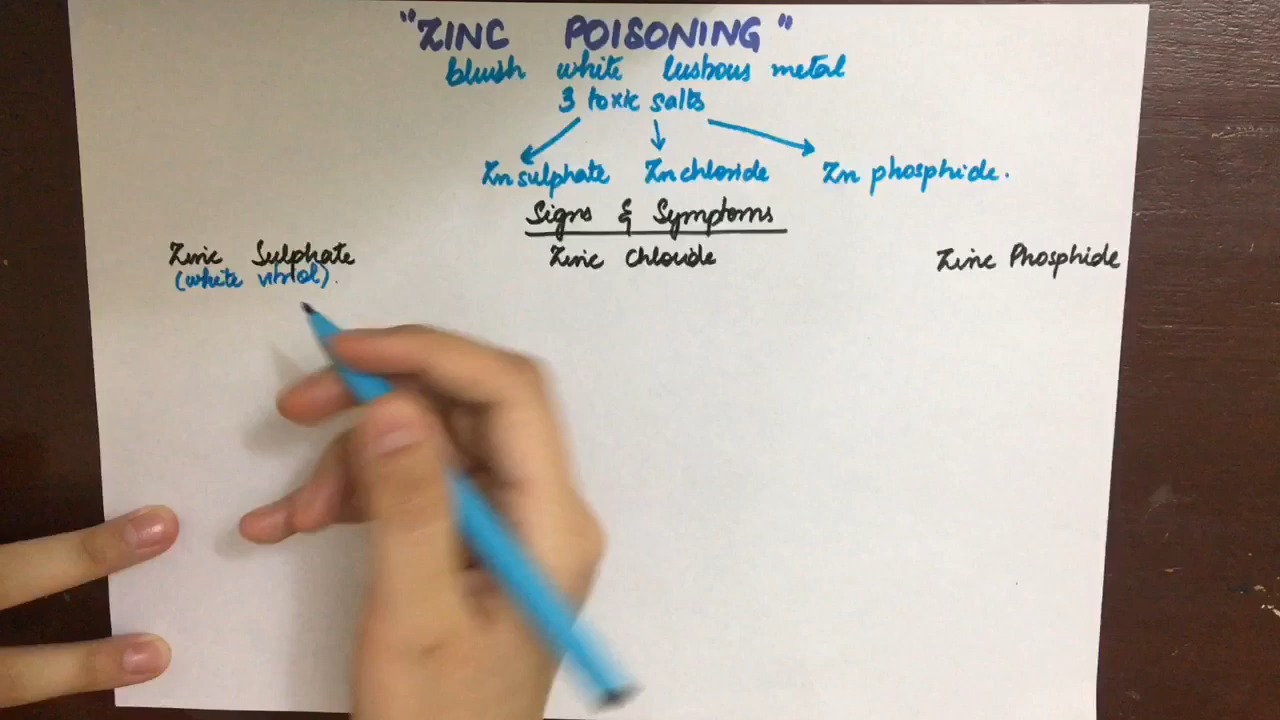 "ZINC POISONING"
bluish white lustrous metal
3 toxic salts
Zn sulphate Zn chloride Zn phosphide.
Signs & Symptoms
Zinc Sulphate Zinc Chloride Zinc Phosphide
(white vitriol).